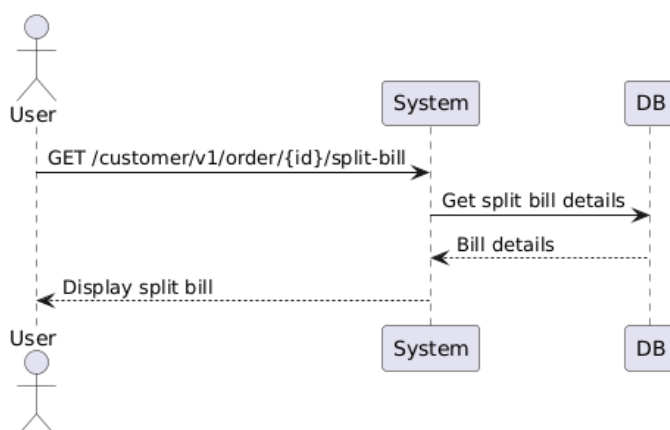 User
System
DB
GET /customer/v1/order/{id}/split-bill
Get split bill details
Bill details
Display split bill
User
System
DB